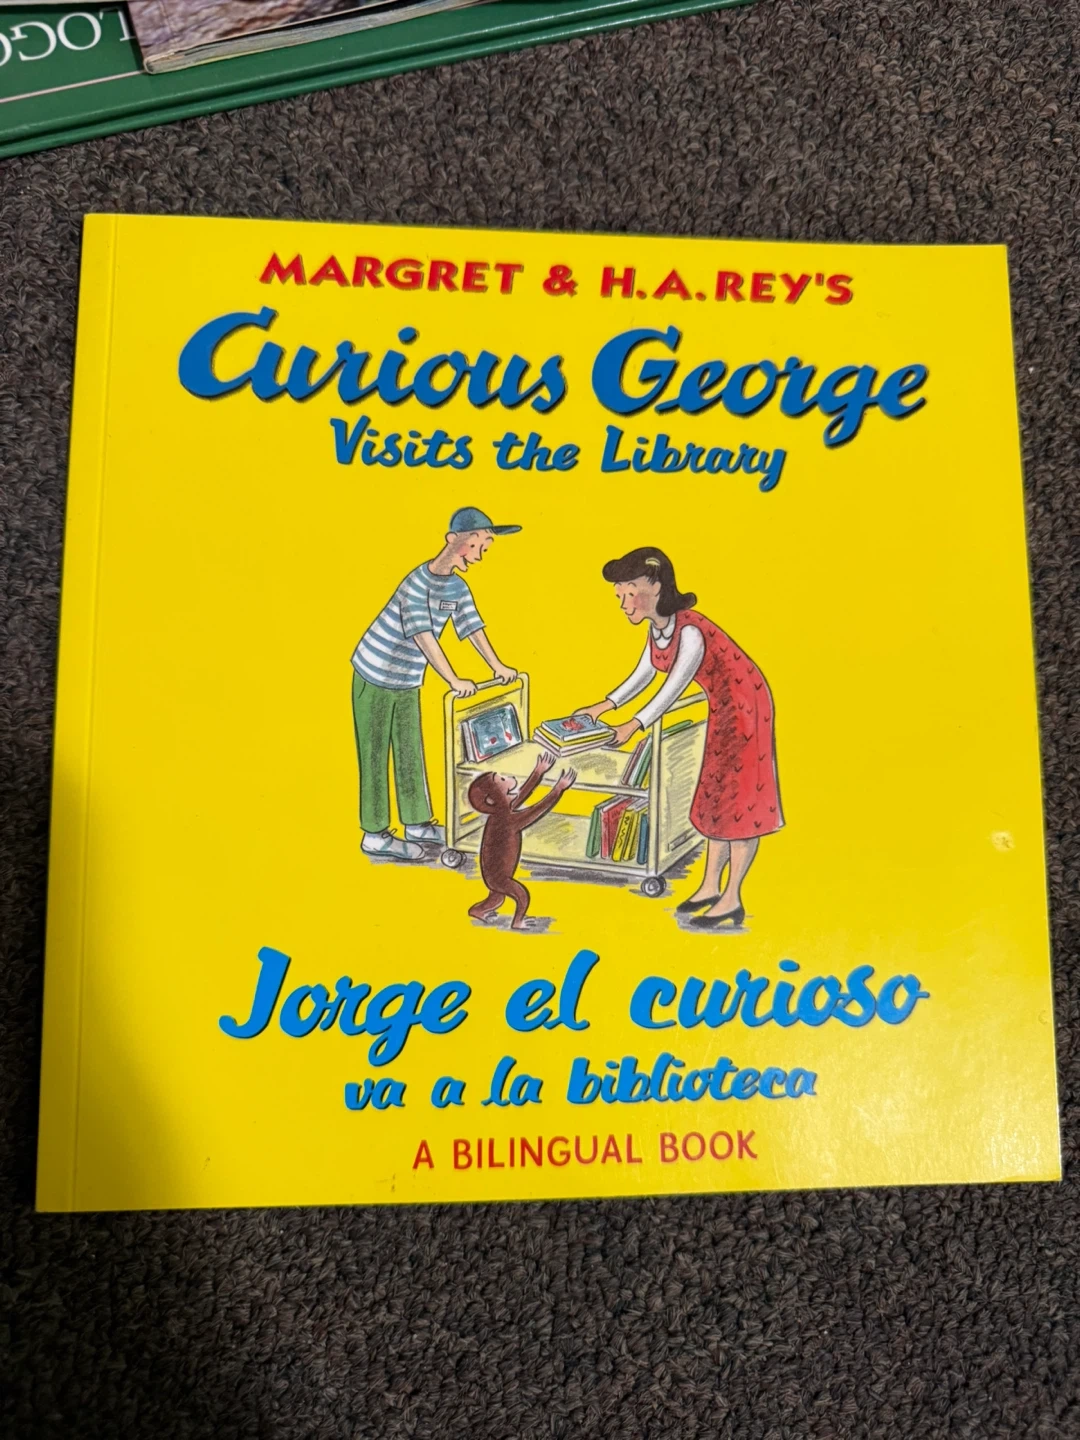 MARGRET & H.A.REY'S
Curious George
Visits the Library
Jorge el curioso
va a la biblioteca
A BILINGUAL BOOK